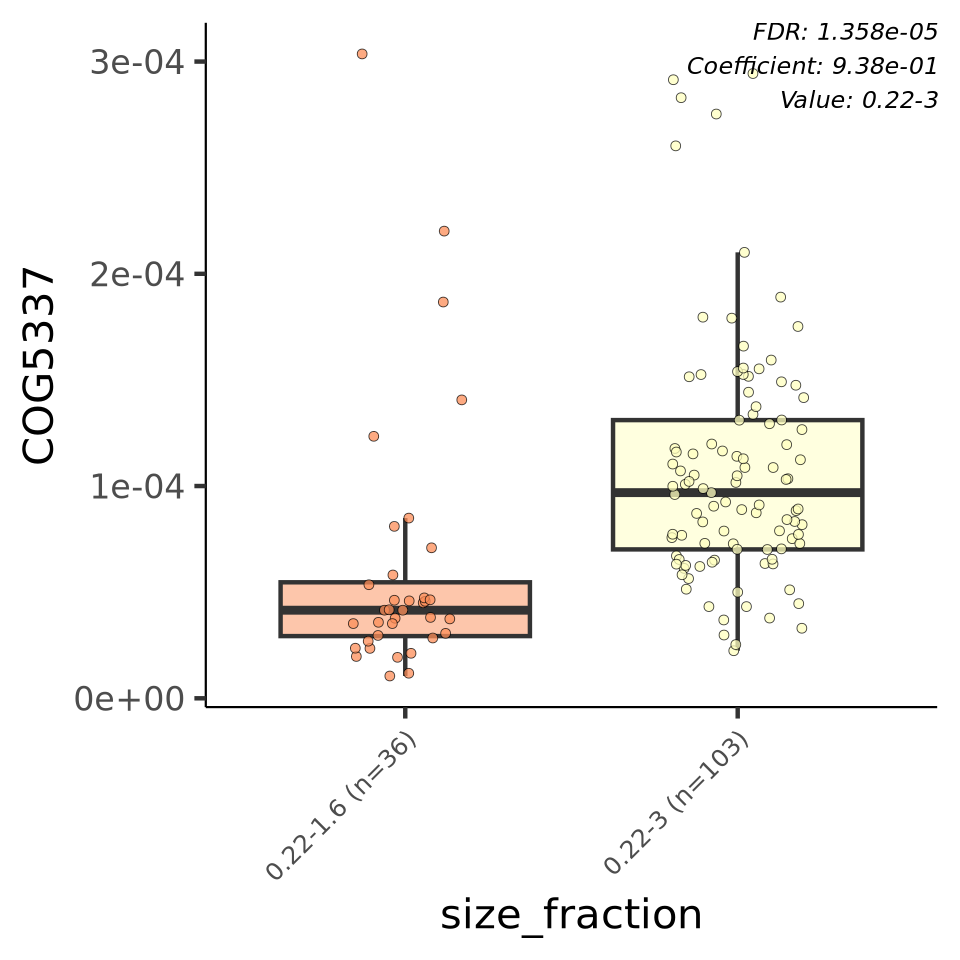 FDR: 1.358e-05
Coefficient: 9.38e-01
Value: 0.22-3
3e-04
2e-04
1e-04
0e+00
COG5337
0.22-1.6 (n=36)
0.22-3 (n=103)
size_fraction